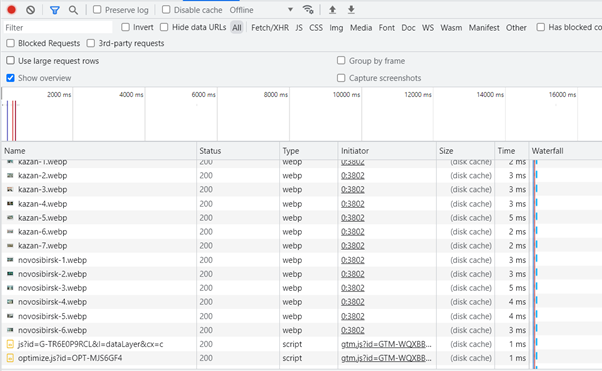 Preserve log Disable cache Offline
Filter Invert Hide data URLs All Fetch/XHR JS CSS Img Media Font Doc WS Wasm Manifest Other Has blocked co
Blocked Requests 3rd-party requests
Use large request rows Group by frame
Show overview Capture screenshots
2000 ms 4000 ms 6000 ms 8000 ms 10000 ms 12000 ms 14000 ms 16000 ms
Name Status Type Initiator Size Time Waterfall
kazan-1.webp 200 webp 0:3802 (disk cache) 2 ms
kazan-2.webp 200 webp 0:3802 (disk cache) 3 ms
kazan-3.webp 200 webp 0:3802 (disk cache) 3 ms
kazan-4.webp 200 webp 0:3802 (disk cache) 3 ms
kazan-5.webp 200 webp 0:3802 (disk cache) 5 ms
kazan-6.webp 200 webp 0:3802 (disk cache) 2 ms
kazan-7.webp 200 webp 0:3802 (disk cache) 2 ms
novosibirsk-1.webp 200 webp 0:3802 (disk cache) 3 ms
novosibirsk-2.webp 200 webp 0:3802 (disk cache) 3 ms
novosibirsk-3.webp 200 webp 0:3802 (disk cache) 5 ms
novosibirsk-4.webp 200 webp 0:3802 (disk cache) 4 ms
novosibirsk-5.webp 200 webp 0:3802 (disk cache) 4 ms
novosibirsk-6.webp 200 webp 0:3802 (disk cache) 3 ms
js?id=G-TR6E0P9RCL&l=dataLayer&cx=c 200 script gtm.js?id=GTM-WQXBB... (disk cache) 1 ms
optimize.js?id=OPT-MJS6GF4 200 script gtm.js?id=GTM-WQXBB... (disk cache) 1 ms